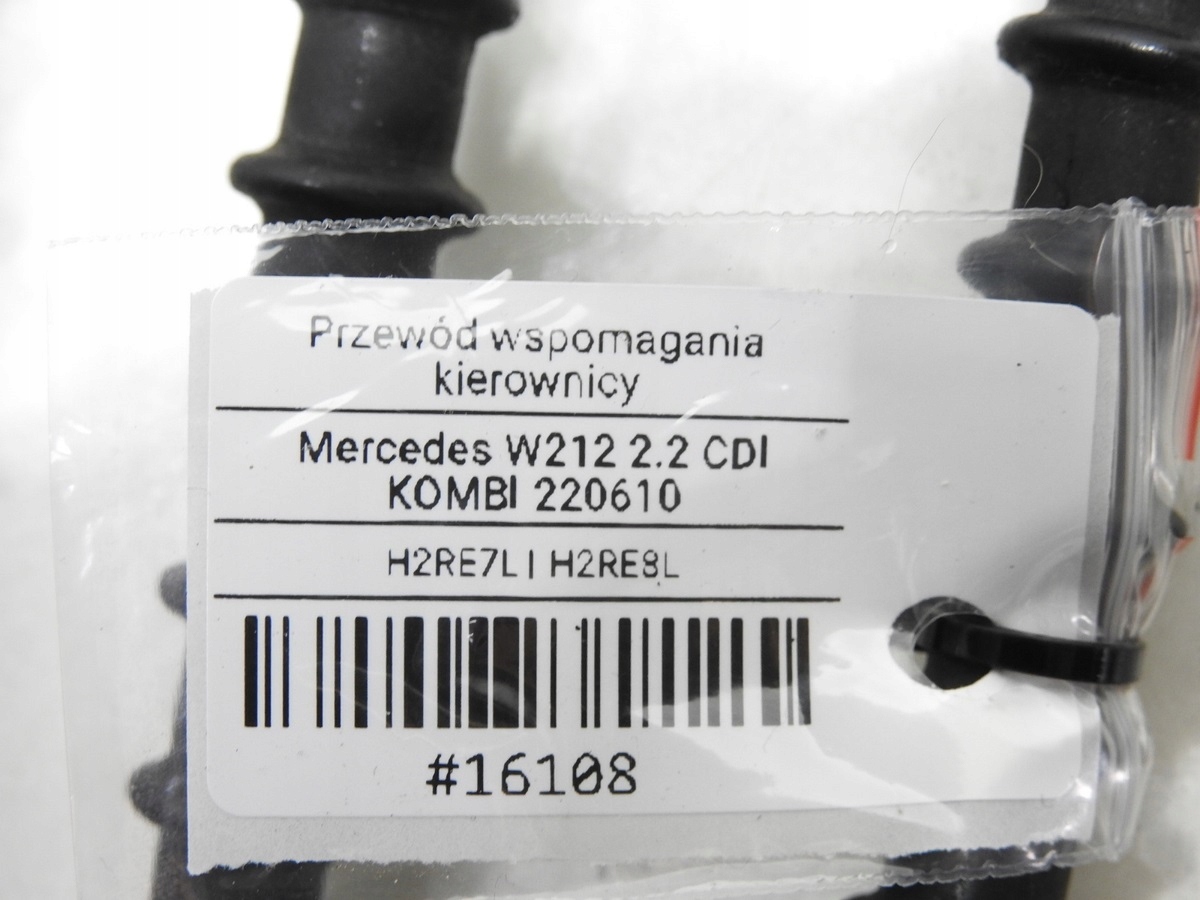 Przewód wspomagania
kierownicy
Mercedes W212 2.2 CDI
KOMBI 220610
H2RE7L | H2RE8L
#16108